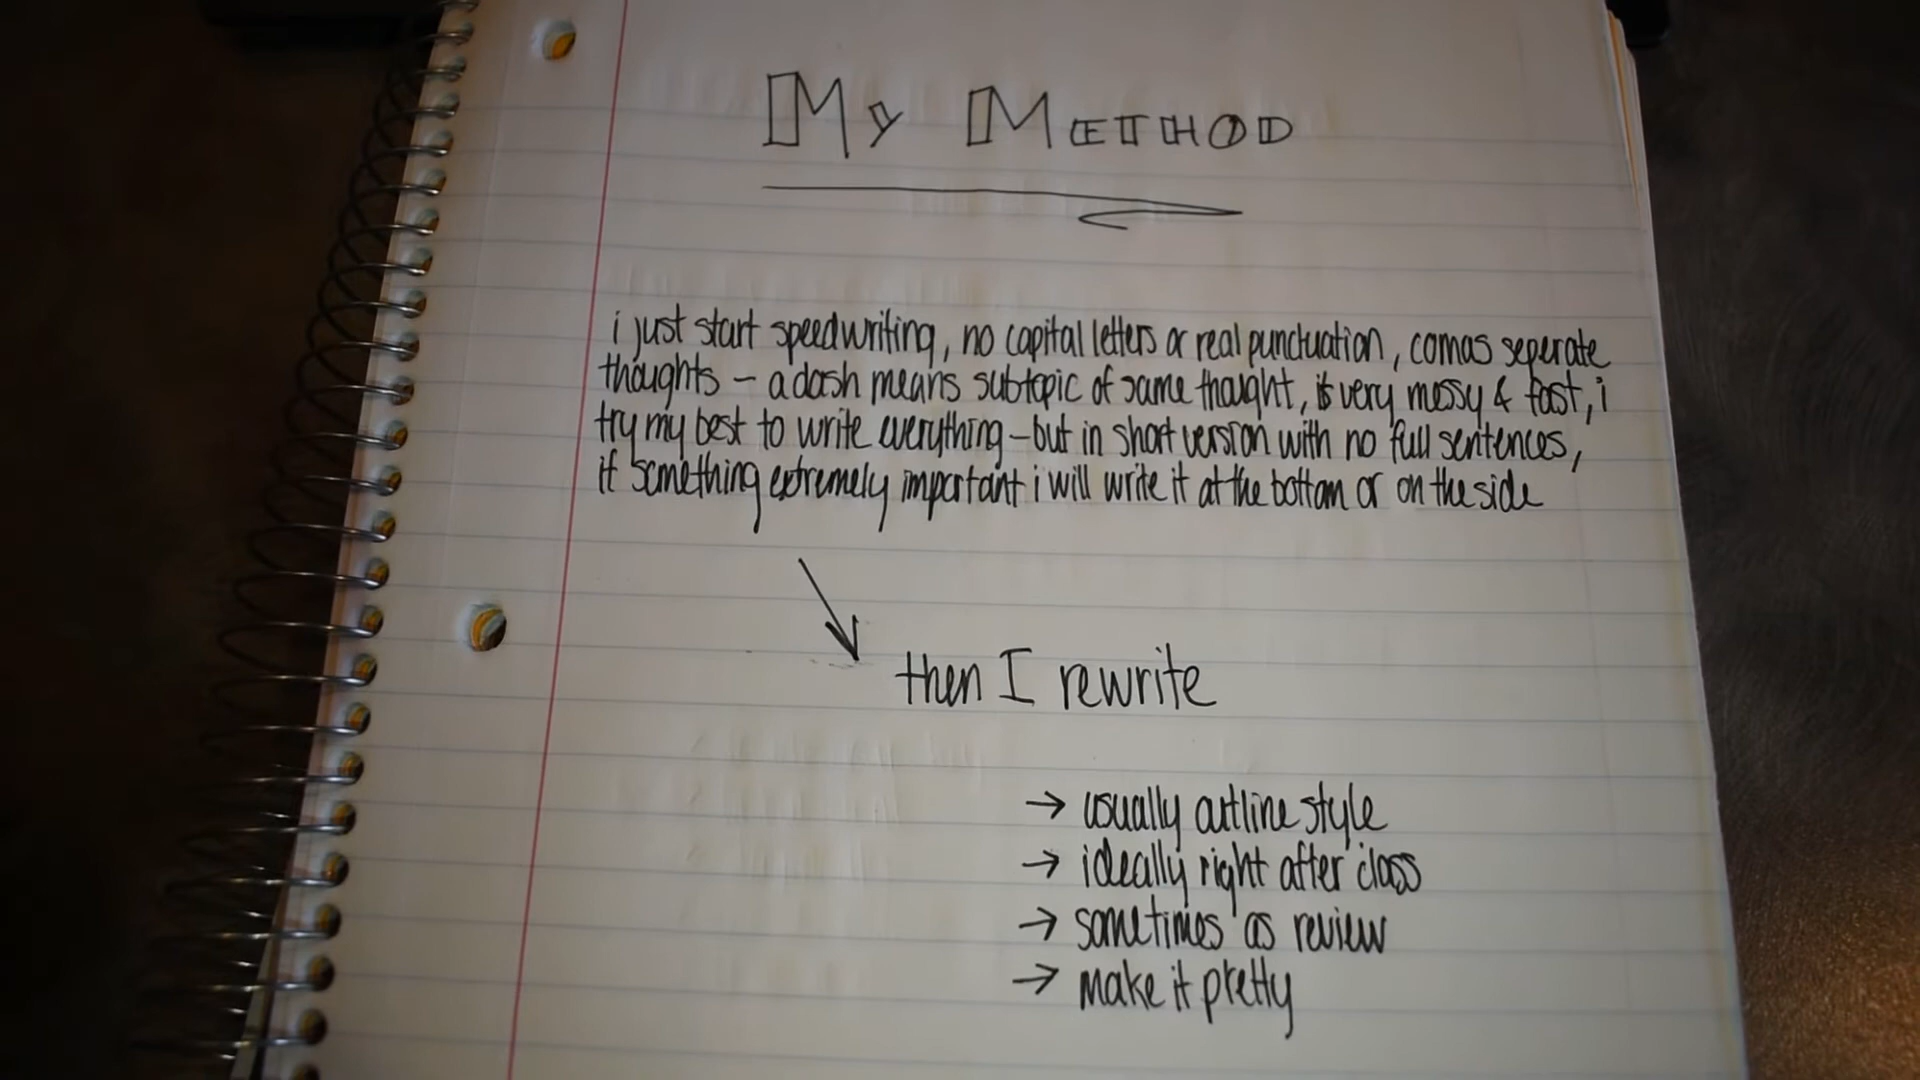 MY METHOD
i just start speedwriting, no capital letters or real punctuation, comas seperate
thoughts – a dash means subtopic of same thought, is very messy & fast, i
try my best to write everything – but in short version with no full sentences,
if something extremely important i will write it at the bottom or on the side
then I rewrite
→ usually outline style
→ ideally right after class
→ sometimes as review
→ make it pretty